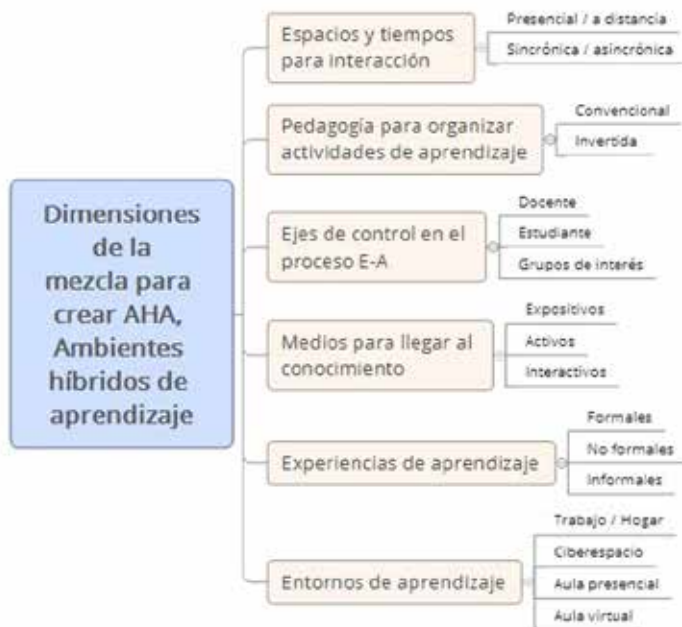 Dimensiones
de la
mezcla para
crear AHA,
Ambientes
híbridos de
aprendizaje
Espacios y tiempos
para interacción
Presencial / a distancia
Sincrónica / asincrónica
Pedagogía para organizar
actividades de aprendizaje
Convencional
Invertida
Ejes de control en el
proceso E-A
Docente
Estudiante
Grupos de interés
Medios para llegar al
conocimiento
Expositivos
Activos
Interactivos
Experiencias de aprendizaje
Formales
No formales
Informales
Entornos de aprendizaje
Trabajo / Hogar
Ciberespacio
Aula presencial
Aula virtual